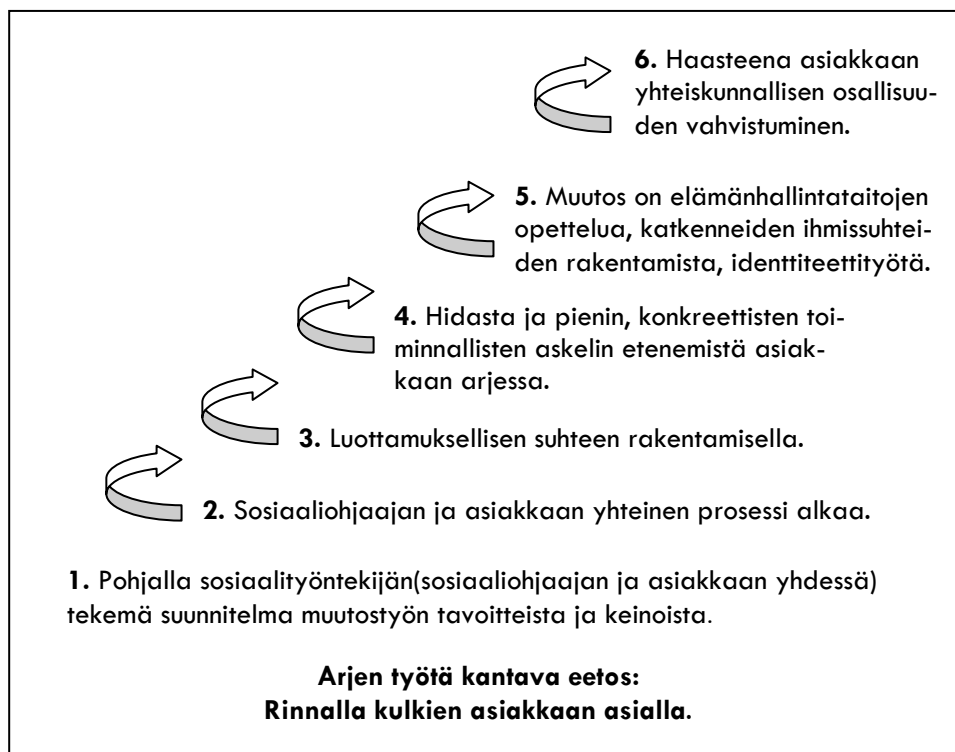 6. Haasteena asiakkaan
yhteiskunnallisen osallisuu-
den vahvistuminen.
5. Muutos on elämänhallintataitojen
opettelua, katkenneiden ihmissuhtei-
den rakentamista, identtiteettityötä.
4. Hidasta ja pienin, konkreettisten toi-
minnallisten askelin etenemistä asiak-
kaan arjessa.
3. Luottamuksellisen suhteen rakentamisella.
2. Sosiaaliohjaajan ja asiakkaan yhteinen prosessi alkaa.
1. Pohjalla sosiaalityöntekijän(sosiaaliohjaajan ja asiakkaan yhdessä)
tekemä suunnitelma muutostyön tavoitteista ja keinoista.
Arjen työtä kantava eetos:
Rinnalla kulkien asiakkaan asialla.